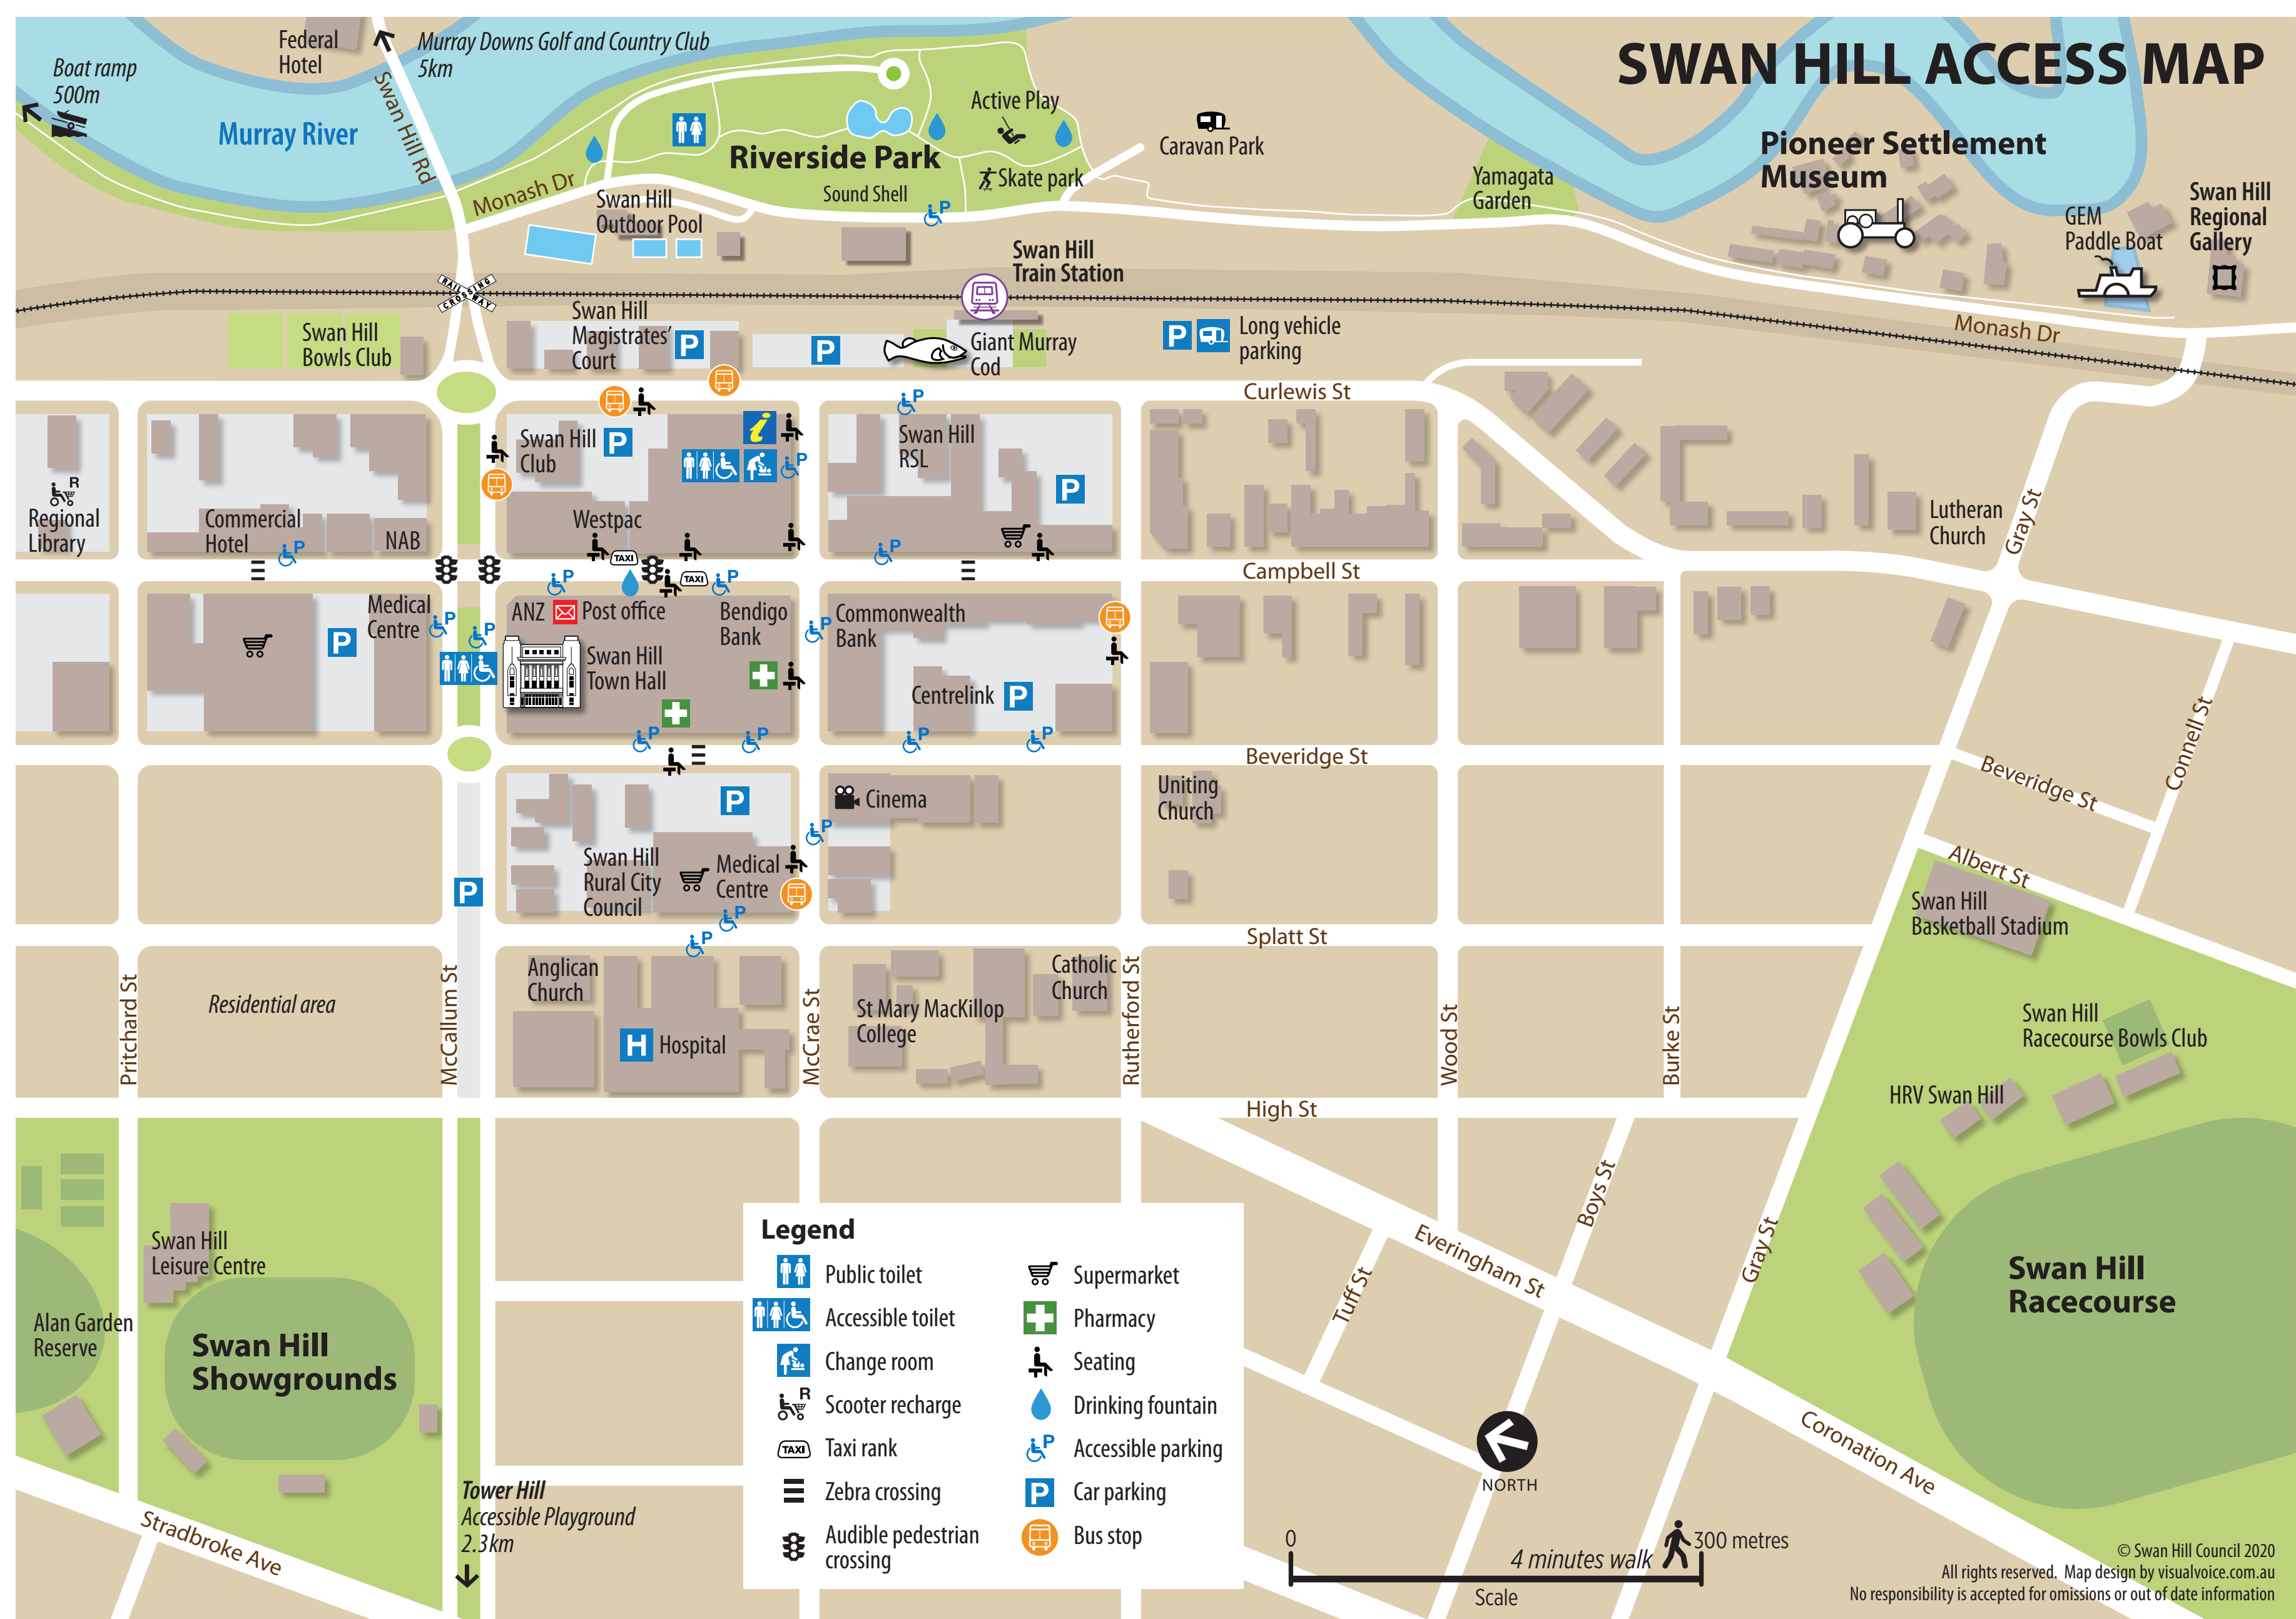 SWAN HILL ACCESS MAP
Federal
Hotel
Murray Downs Golf and Country Club
5km
Boat ramp
500m
Murray River
Swan Hill Rd
Monash Dr
Riverside Park
Sound Shell
Active Play
Skate park
P
Caravan Park
Yamagata
Garden
Pioneer Settlement
Museum
GEM
Paddle Boat
Swan Hill
Regional
Gallery
Swan Hill
Outdoor Pool
Swan Hill
Train Station
RAIL WAY
CROSSING
Monash Dr
Swan Hill
Bowls Club
Swan Hill
Magistrates'
Court
P
P
Giant Murray
Cod
P
Long vehicle
parking
Curlewis St
P
R
Regional
Library
Commercial
Hotel
P
NAB
Swan Hill
Club
P
i
P
Westpac
TAXI
Swan Hill
RSL
P
P
Lutheran
Church
Gray St
Campbell St
P
TAXI
P
Medical
Centre
P
P
P
ANZ
Post office
Bendigo
Bank
Swan Hill
Town Hall
P
Commonwealth
Bank
Centrelink
P
P
P
P
P
Beveridge St
Beveridge St
Connell St
P
P
Cinema
Uniting
Church
Albert St
P
Swan Hill
Rural City
Council
Medical
Centre
P
P
Swan Hill
Basketball Stadium
Splatt St
Pritchard St
Residential area
McCallum St
Anglican
Church
H
Hospital
McCrae St
St Mary MacKillop
College
Catholic
Church
Rutherford St
Wood St
Burke St
Swan Hill
Racecourse Bowls Club
HRV Swan Hill
High St
Everingham St
Tuff St
Boys St
Gray St
Swan Hill
Racecourse
Coronation Ave
Swan Hill
Leisure Centre
Alan Garden
Reserve
Swan Hill
Showgrounds
Stradbroke Ave
Tower Hill
Accessible Playground
2.3km
Legend
Public toilet
Accessible toilet
Change room
R
Scooter recharge
TAXI
Taxi rank
Zebra crossing
Audible pedestrian
crossing
Supermarket
Pharmacy
Seating
Drinking fountain
P
Accessible parking
P
Car parking
Bus stop
NORTH
0
4 minutes walk
300 metres
Scale
© Swan Hill Council 2020
All rights reserved. Map design by visualvoice.com.au
No responsibility is accepted for omissions or out of date information